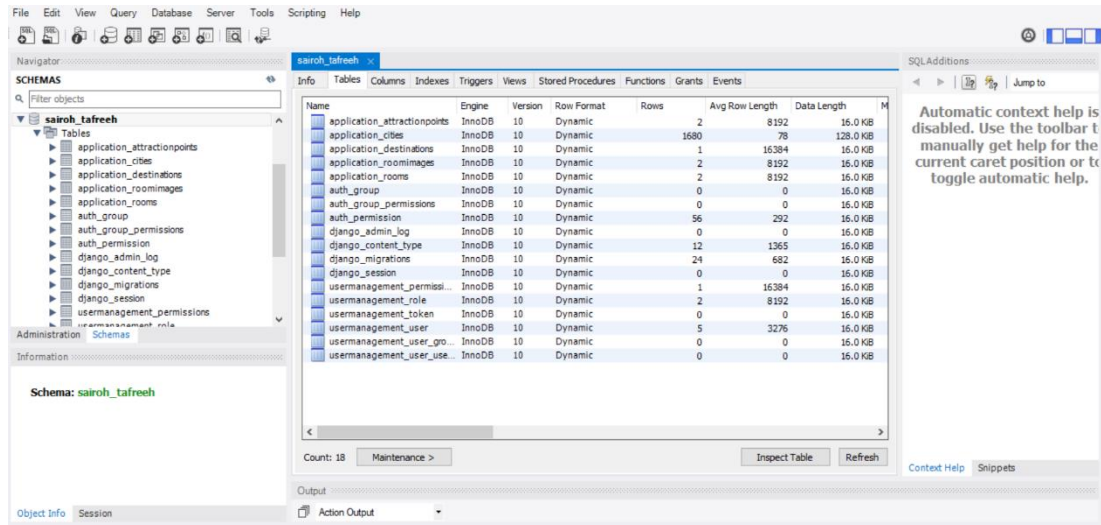 File Edit View Query Database Server Tools Scripting Help
Navigator
SCHEMAS
Filter objects
sairoh_tafreeh
Tables
application_attractionpoints
application_cities
application_destinations
application_roomimages
application_rooms
auth_group
auth_group_permissions
auth_permission
django_admin_log
django_content_type
django_migrations
django_session
usermanagement_permissions
usermanagement_role
Administration Schemas
Information
Schema: sairoh_tafreeh
Object Info Session
sairoh_tafreeh
Info Tables Columns Indexes Triggers Views Stored Procedures Functions Grants Events
Name Engine Version Row Format Rows Avg Row Length Data Length M
application_attractionpoints InnoDB 10 Dynamic 2 8192 16.0 KiB
application_cities InnoDB 10 Dynamic 1680 78 128.0 KiB
application_destinations InnoDB 10 Dynamic 1 16384 16.0 KiB
application_roomimages InnoDB 10 Dynamic 2 8192 16.0 KiB
application_rooms InnoDB 10 Dynamic 2 8192 16.0 KiB
auth_group InnoDB 10 Dynamic 0 0 16.0 KiB
auth_group_permissions InnoDB 10 Dynamic 0 0 16.0 KiB
auth_permission InnoDB 10 Dynamic 56 292 16.0 KiB
django_admin_log InnoDB 10 Dynamic 0 0 16.0 KiB
django_content_type InnoDB 10 Dynamic 12 1365 16.0 KiB
django_migrations InnoDB 10 Dynamic 24 682 16.0 KiB
django_session InnoDB 10 Dynamic 0 0 16.0 KiB
usermanagement_permissi... InnoDB 10 Dynamic 1 16384 16.0 KiB
usermanagement_role InnoDB 10 Dynamic 2 8192 16.0 KiB
usermanagement_token InnoDB 10 Dynamic 0 0 16.0 KiB
usermanagement_user InnoDB 10 Dynamic 5 3276 16.0 KiB
usermanagement_user_gro... InnoDB 10 Dynamic 0 0 16.0 KiB
usermanagement_user_use... InnoDB 10 Dynamic 0 0 16.0 KiB
Count: 18 Maintenance > Inspect Table Refresh
Output
Action Output
SQLAdditions
Jump to
Automatic context help is
disabled. Use the toolbar t
manually get help for the
current caret position or to
toggle automatic help.
Context Help Snippets